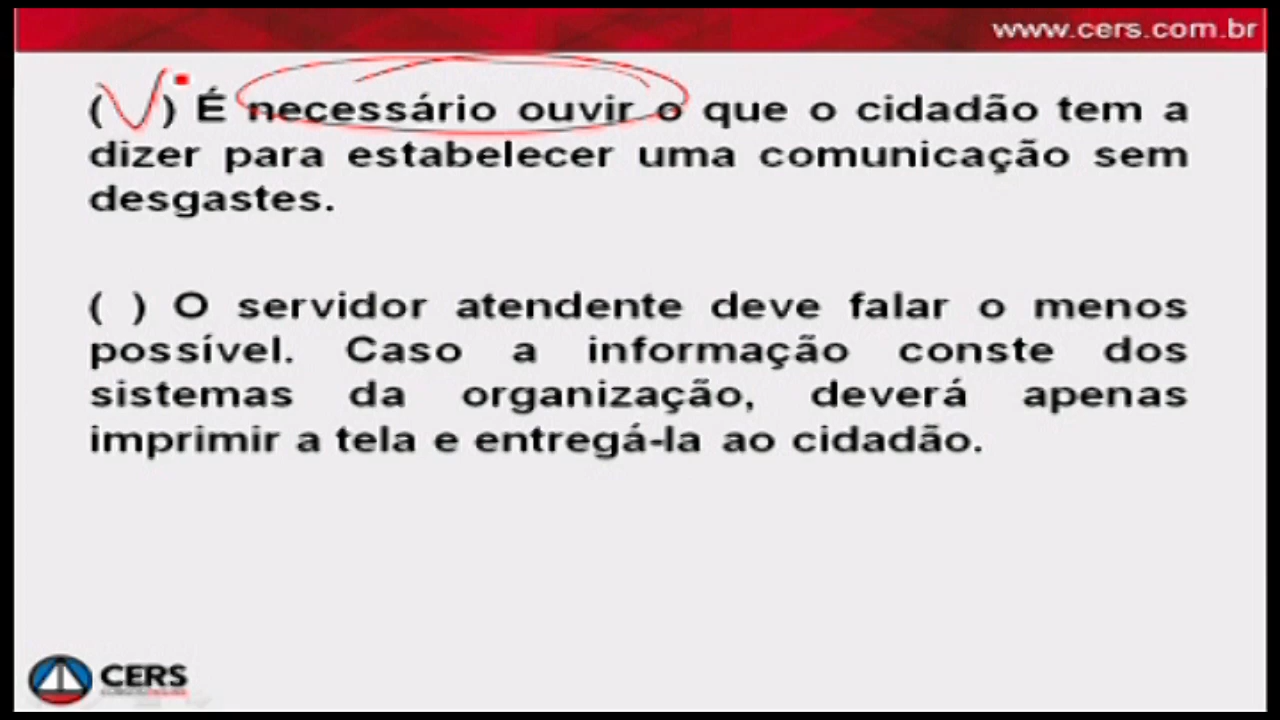 www.cers.com.br
(V) É necessário ouvir o que o cidadão tem a
dizer para estabelecer uma comunicação sem
desgastes.
( ) O servidor atendente deve falar o menos
possível. Caso a informação conste dos
sistemas da organização, deverá apenas
imprimir a tela e entregá-la ao cidadão.
CERS